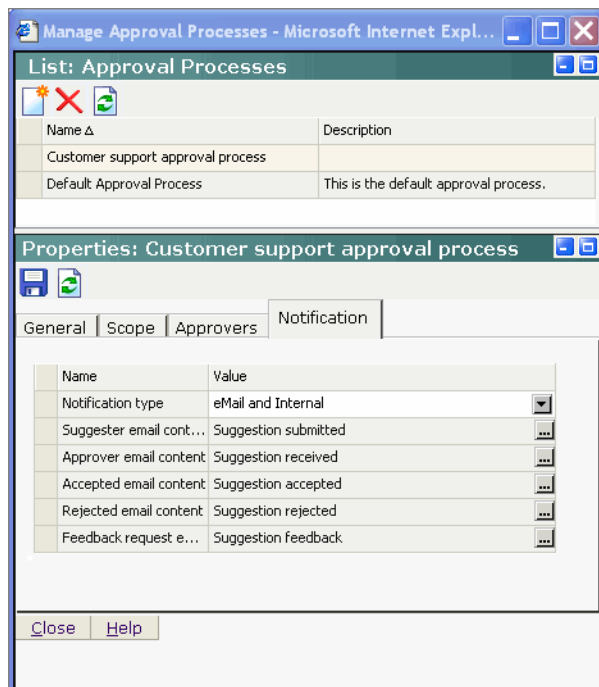 Manage Approval Processes - Microsoft Internet Expl...
List: Approval Processes
Name Description
Customer support approval process
Default Approval Process This is the default approval process.
Properties: Customer support approval process
General Scope Approvers Notification
Name Value
Notification type eMail and Internal
Suggester email cont... Suggestion submitted ...
Approver email content Suggestion received ...
Accepted email content Suggestion accepted ...
Rejected email content Suggestion rejected ...
Feedback request e... Suggestion feedback ...
Close Help